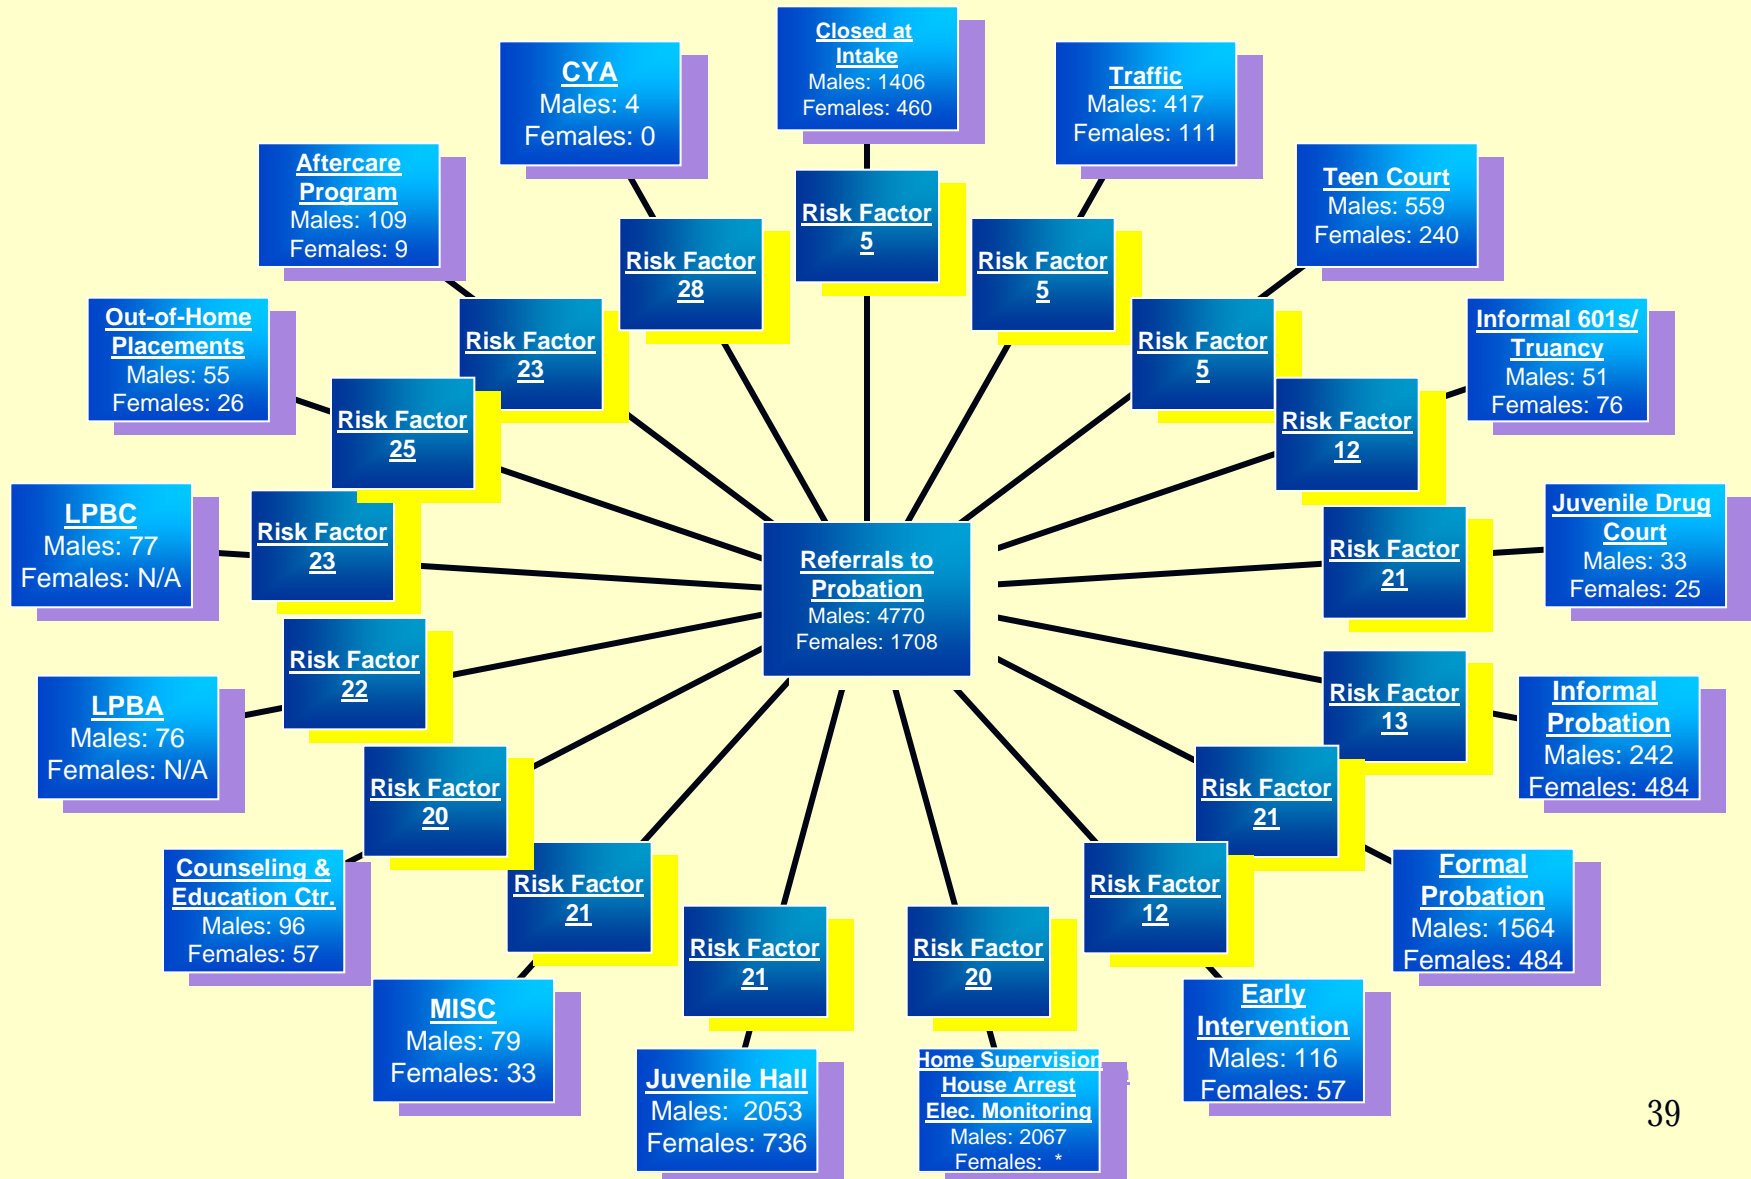 Closed at
Intake
Males: 1406
Females: 460
Risk Factor
5
Traffic
Males: 417
Females: 111
Risk Factor
5
Teen Court
Males: 559
Females: 240
Risk Factor
5
Informal 601s/
Truancy
Males: 51
Females: 76
Risk Factor
12
Juvenile Drug
Court
Males: 33
Females: 25
Risk Factor
21
Informal
Probation
Males: 242
Females: 484
Risk Factor
13
Formal
Probation
Males: 1564
Females: 484
Risk Factor
21
Early
Intervention
Males: 116
Females: 57
Risk Factor
12
Home Supervision
House Arrest
Elec. Monitoring
Males: 2067
Females: *
Risk Factor
20
Juvenile Hall
Males: 2053
Females: 736
Risk Factor
21
MISC
Males: 79
Females: 33
Risk Factor
21
Counseling &
Education Ctr.
Males: 96
Females: 57
Risk Factor
20
LPBA
Males: 76
Females: N/A
Risk Factor
22
LPBC
Males: 77
Females: N/A
Risk Factor
23
Out-of-Home
Placements
Males: 55
Females: 26
Risk Factor
25
Aftercare
Program
Males: 109
Females: 9
Risk Factor
23
CYA
Males: 4
Females: 0
Risk Factor
28
Referrals to
Probation
Males: 4770
Females: 1708
39